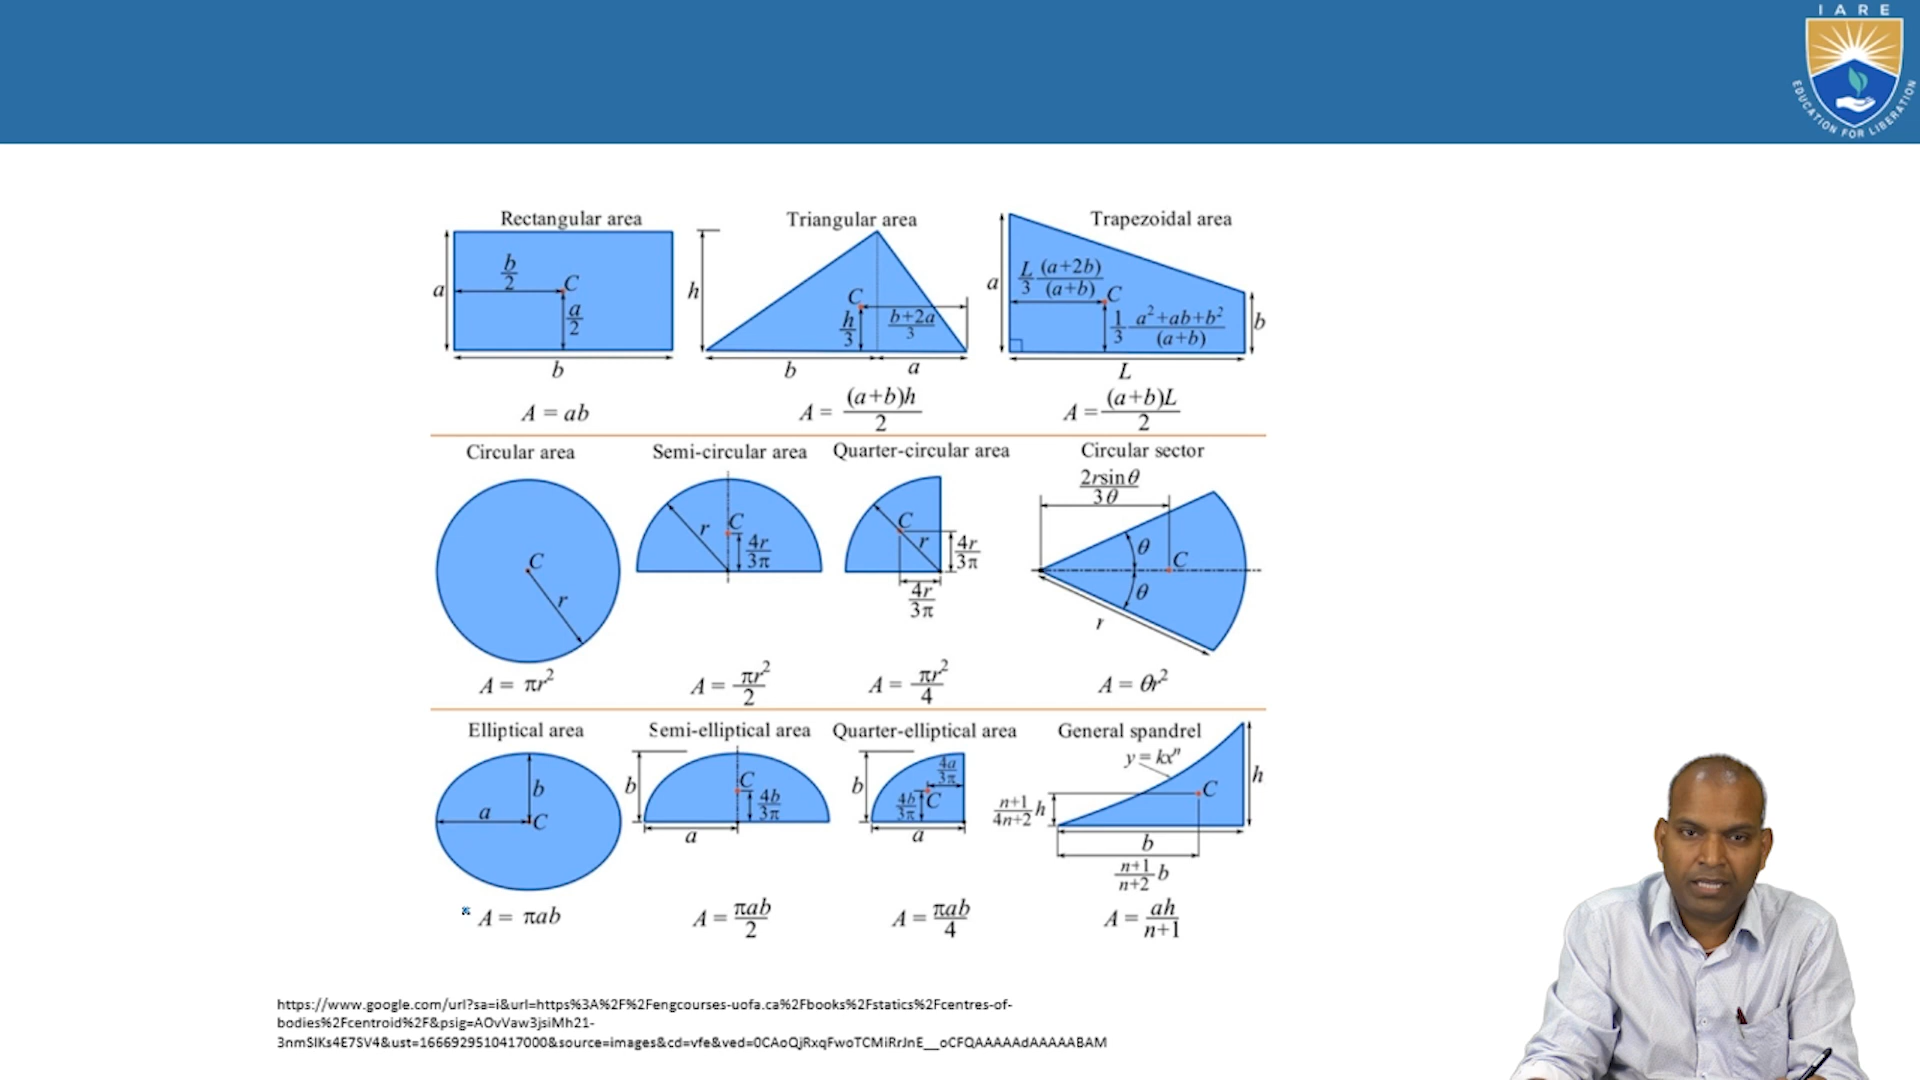 I A R E
EDUCATION FOR LIBERATION
Rectangular area
Triangular area
Trapezoidal area
a
b/2
C
a/2
b
A = ab
h
C
h/3
(b+2a)/3
b
a
A = (a+b)h/2
a
L/3 (a+2b)/(a+b)
C
1/3 (a²+ab+b²)/(a+b)
b
L
A = (a+b)L/2
Circular area
Semi-circular area
Quarter-circular area
Circular sector
C
r
A = πr²
r
C
4r/3π
A = πr²/2
C
r
4r/3π
4r/3π
A = πr²/4
2rsinθ/3θ
θ
C
θ
r
A = θr²
Elliptical area
Semi-elliptical area
Quarter-elliptical area
General spandrel
b
a
C
A = πab
b
C
4b/3π
a
A = πab/2
b
4a/3π
4b/3π
C
a
A = πab/4
y = kxⁿ
C
h
(n+1)/(4n+2) h
b
(n+1)/(n+2) b
A = ah/(n+1)
https://www.google.com/url?sa=i&url=https%3A%2F%2Fengcourses-uofa.ca%2Fbooks%2Fstatics%2Fcentres-of-
bodies%2Fcentroid%2F&psig=AOvVaw3jsiMh21-
3nmSIKs4E7SV4&ust=1666929510417000&source=images&cd=vfe&ved=0CAoQjRxqFwoTCMiRrJnE__oCFQAAAAAdAAAAABAM